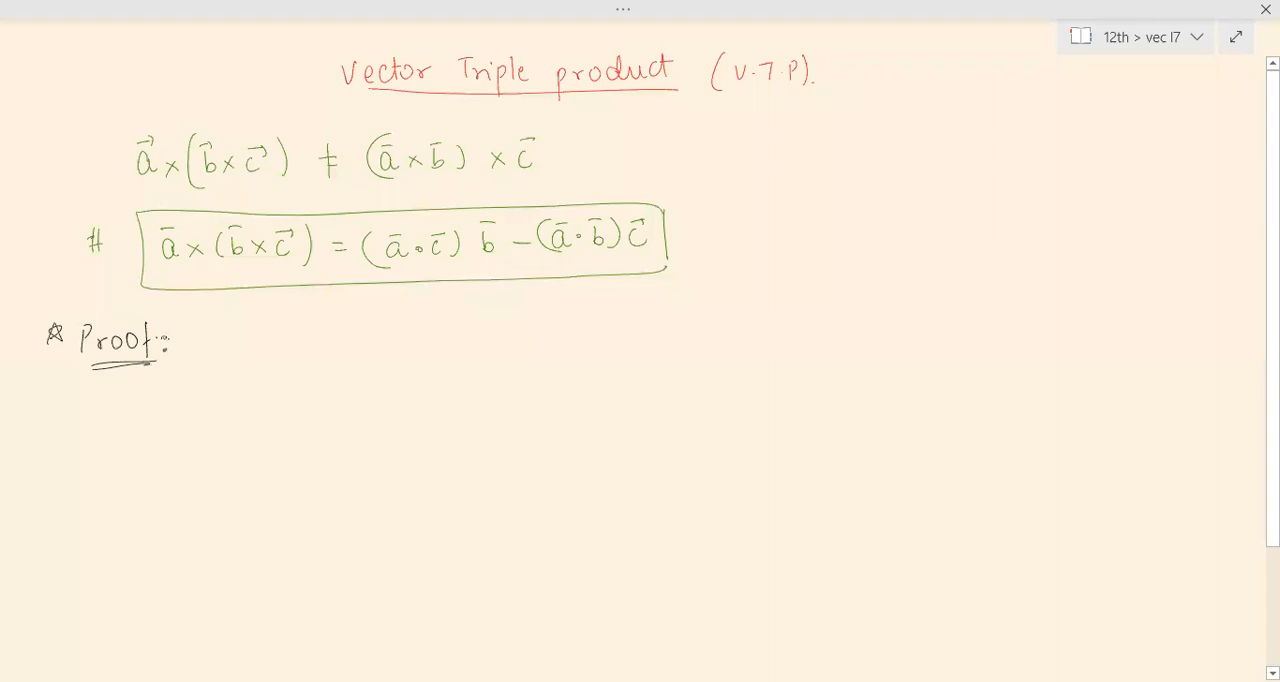 12th > vec l7
Vector Triple product (V.T.P).
a⃗ × (b⃗ × c⃗) ≠ (a̅ × b̅) × c̅
# a̅ × (b̅ × c⃗) = (a̅ • c̅) b̅ − (a̅ • b̅) c⃗
☆ Proof: